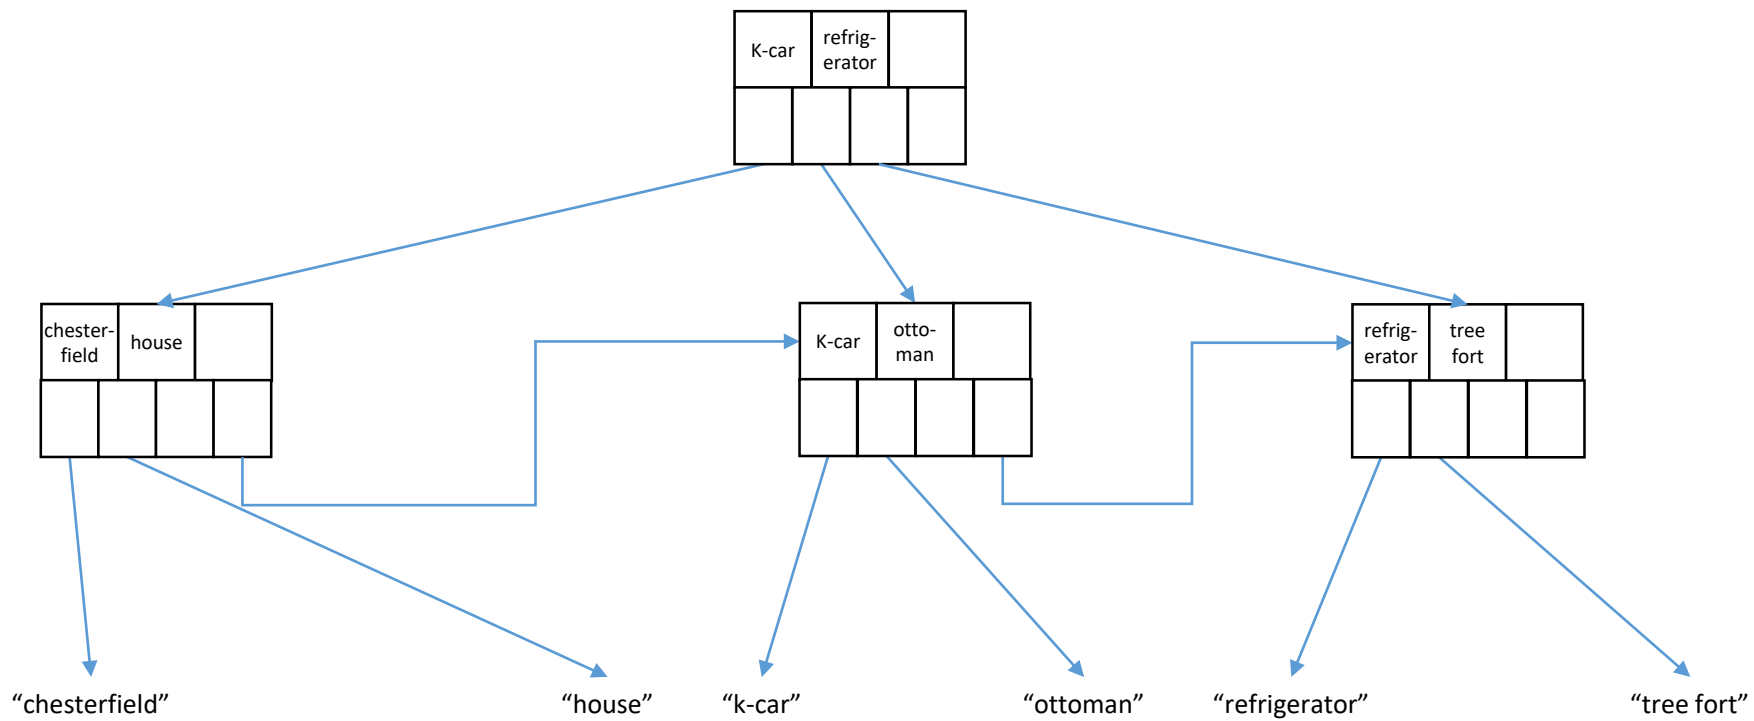 K-car
refrig-
erator
chester-
field
house
K-car
otto-
man
refrig-
erator
tree
fort
“chesterfield”
“house”
“k-car”
“ottoman”
“refrigerator”
“tree fort”